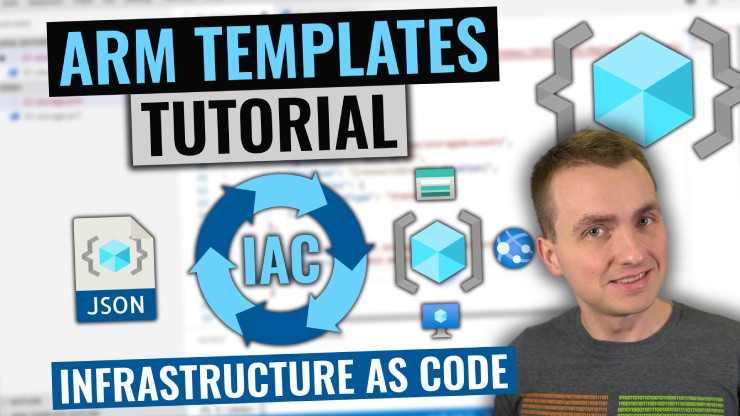 ARM TEMPLATES
TUTORIAL
IAC
JSON
INFRASTRUCTURE AS CODE